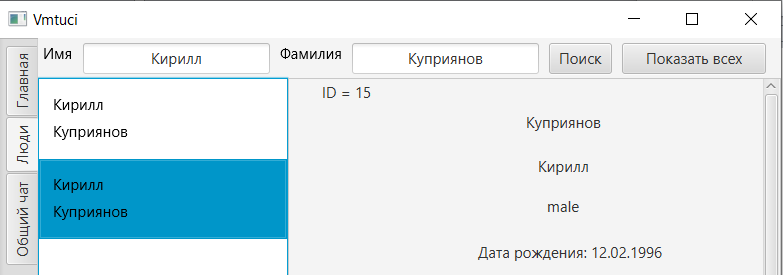 Vmtuci
Имя Кирилл Фамилия Куприянов Поиск Показать всех
Главная
Люди
Общий чат
Кирилл
Куприянов
Кирилл
Куприянов
ID = 15
Куприянов
Кирилл
male
Дата рождения: 12.02.1996